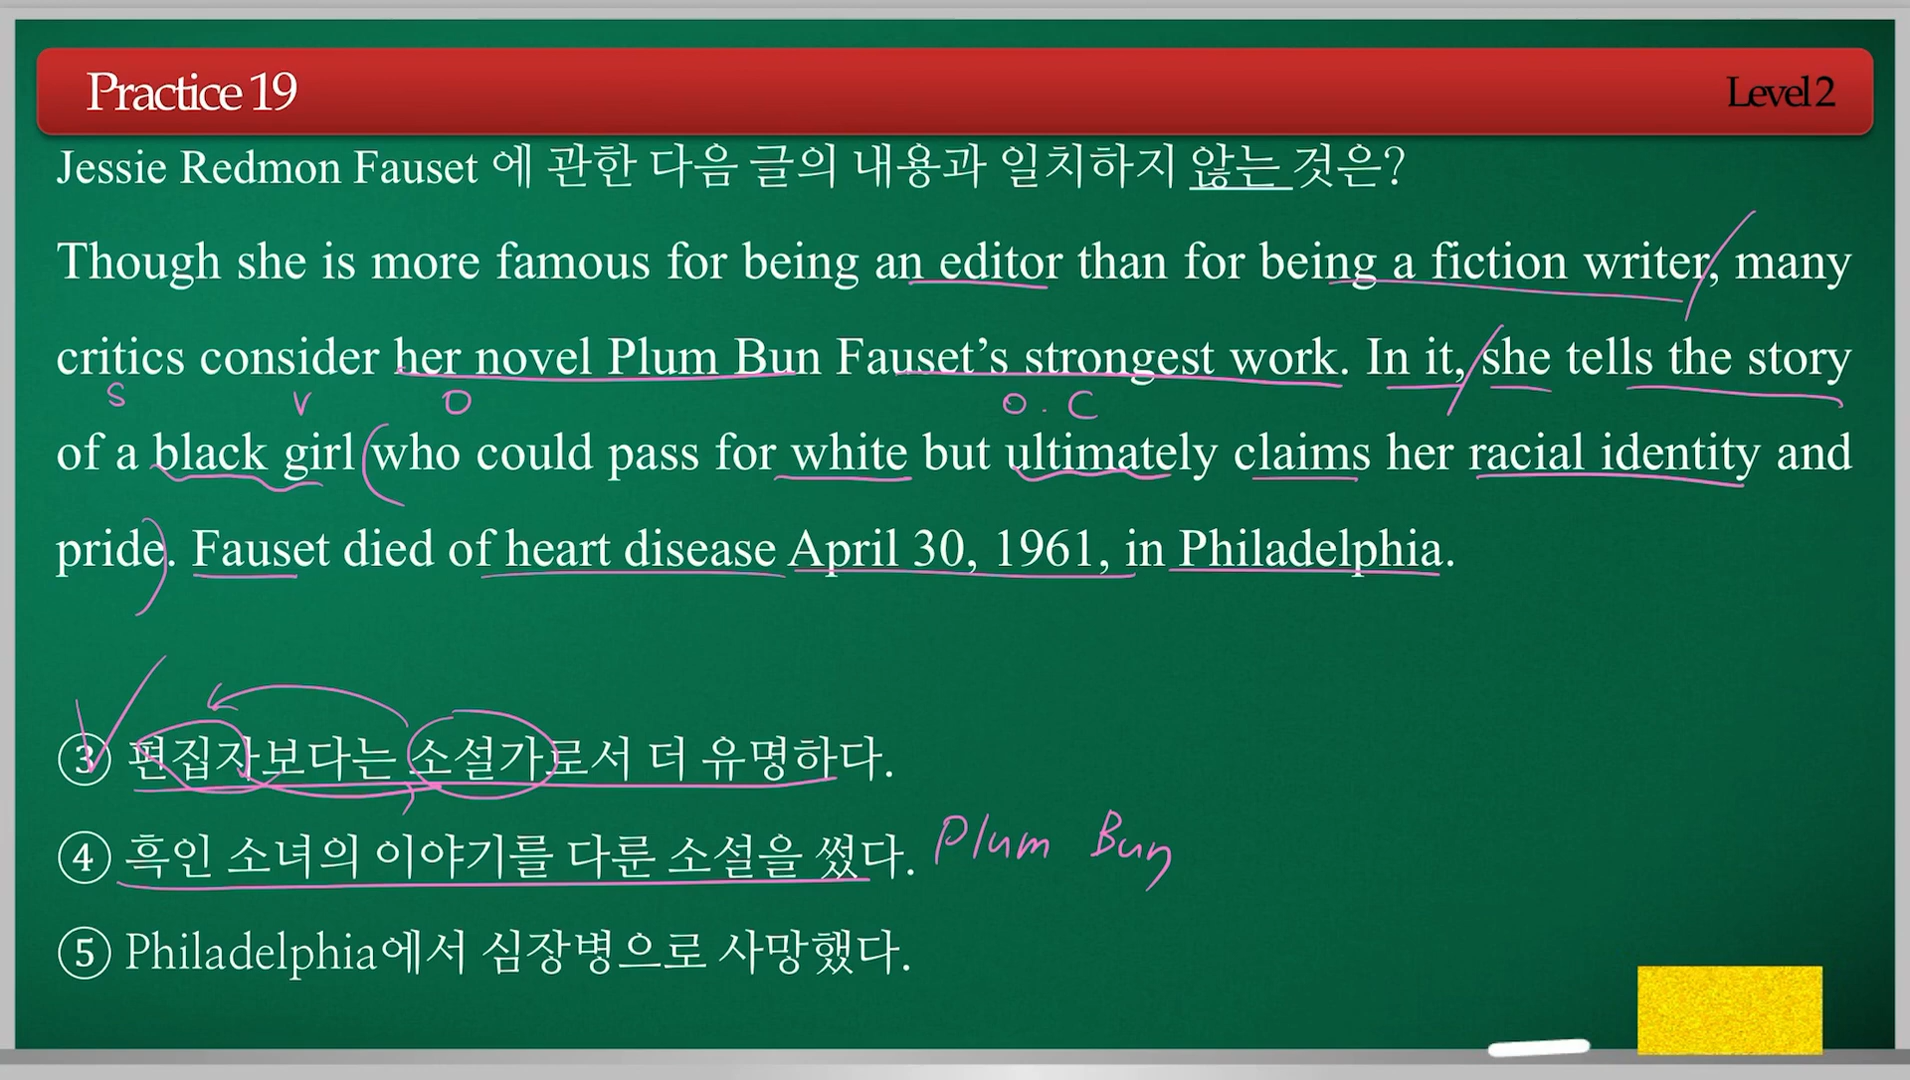 Practice 19
Level 2
Jessie Redmon Fauset 에 관한 다음 글의 내용과 일치하지 않는 것은?
Though she is more famous for being an editor than for being a fiction writer, many
critics consider her novel Plum Bun Fauset’s strongest work. In it, she tells the story
S V O O.C
of a black girl who could pass for white but ultimately claims her racial identity and
pride. Fauset died of heart disease April 30, 1961, in Philadelphia.
③ 편집자보다는 소설가로서 더 유명하다.
④ 흑인 소녀의 이야기를 다룬 소설을 썼다. Plum Bun
⑤ Philadelphia에서 심장병으로 사망했다.